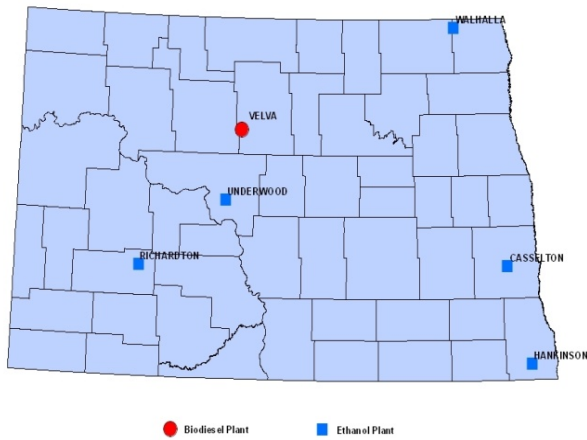 WALHALLA
VELVA
UNDERWOOD
RICHARDTON
CASSELTON
HANKINSON
Biodiesel Plant
Ethanol Plant